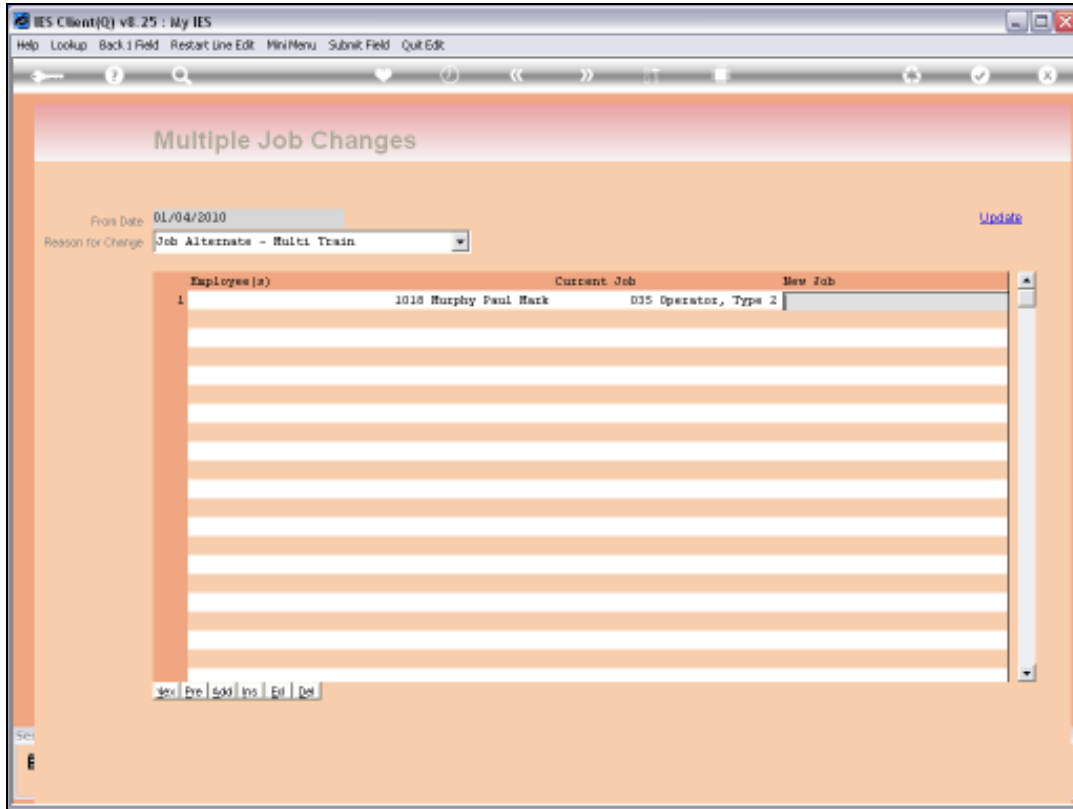 IES Client(Q) v8.25 : My IES
Help Lookup Back 1 Field Restart Line Edit MiniMenu Submit Field Quit Edit
Multiple Job Changes
From Date 01/04/2010 Update
Reason for Change Job Alternate - Multi Train
Employee(s) Current Job New Job
1 1018 Murphy Paul Mark 035 Operator, Type 2
Nex Pre Add Ins Ed Del
Se